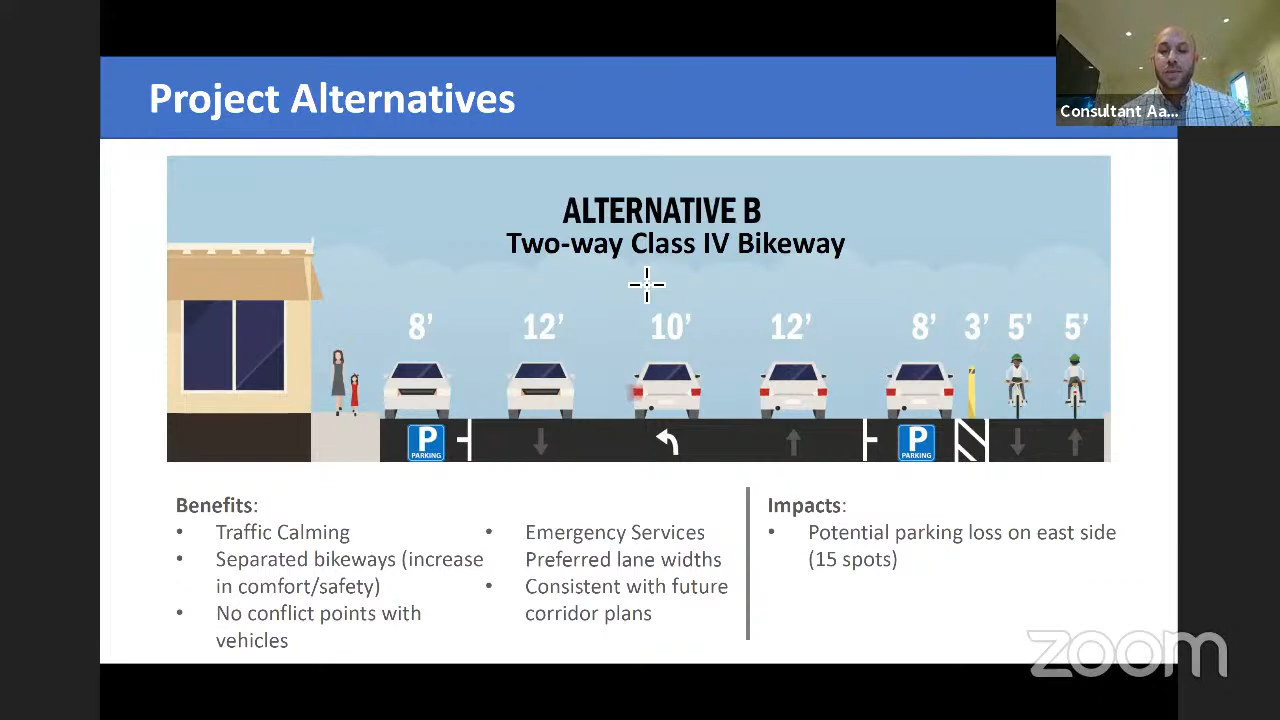 Project Alternatives
Consultant Aa...
ALTERNATIVE B
Two-way Class IV Bikeway
8’ 12’ 10’ 12’ 8’ 3’ 5’ 5’
P P
PARKING PARKING
Benefits:
• Traffic Calming
• Separated bikeways (increase
in comfort/safety)
• No conflict points with
vehicles
• Emergency Services
Preferred lane widths
• Consistent with future
corridor plans
Impacts:
• Potential parking loss on east side
(15 spots)
zoom